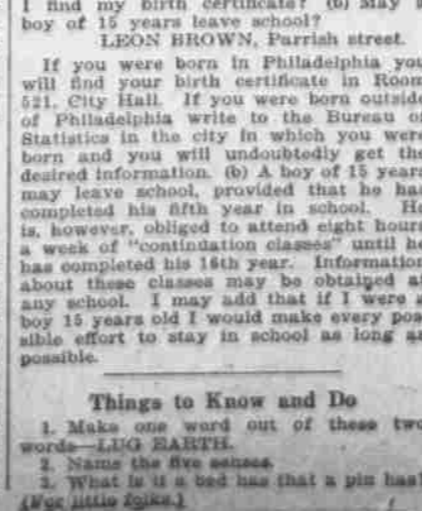 I find my birth certificate? (b) May a
boy of 15 years leave school?
LEON BROWN, Parrish street.
If you were born in Philadelphia you
will find your birth certificate in Room
521, City Hall. If you were born outside
of Philadelphia write to the Bureau of
Statistics in the city in which you were
born and you will undoubtedly get the
desired information. (b) A boy of 15 years
may leave school, provided that he has
completed his fifth year in school. He
is, however, obliged to attend eight hours
a week of "continuation classes" until he
has completed his 16th year. Information
about these classes may be obtained at
any school. I may add that if I were a
boy 15 years old I would make every pos
sible effort to stay in school as long as
possible.
Things to Know and Do
1. Make one word out of these two
words—LUG EARTH.
2. Name the five senses.
3. What is it a bed has that a pin has?
(For little folks.)